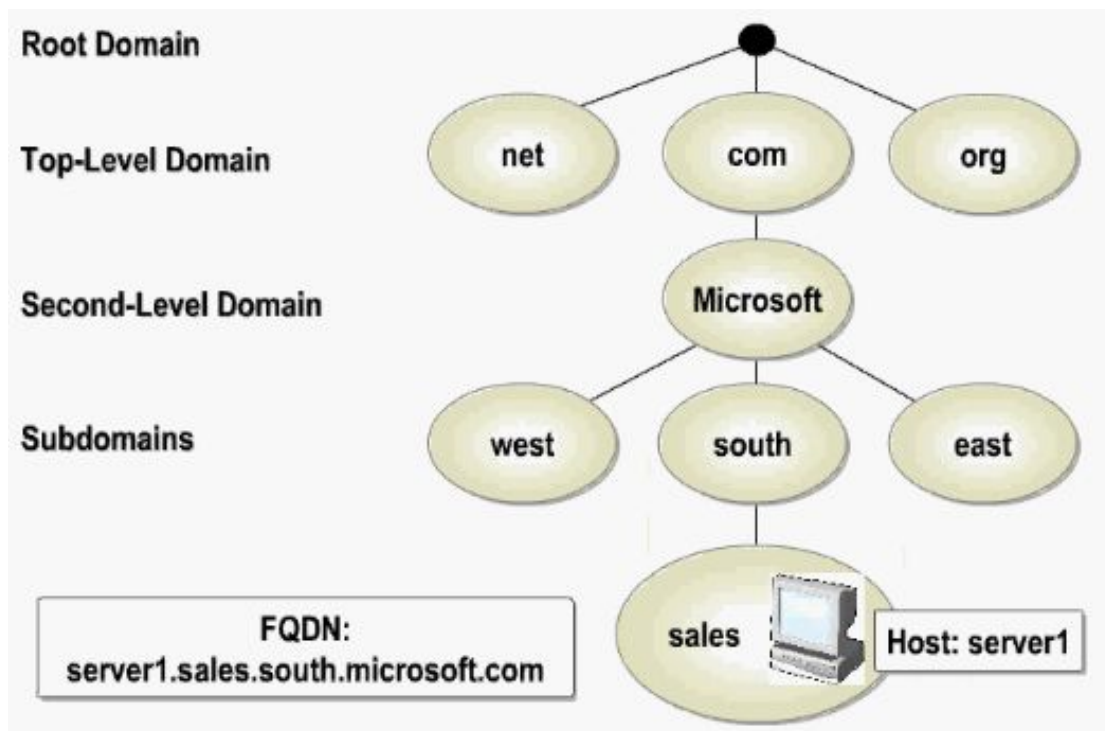 Root Domain
Top-Level Domain
net
com
org
Second-Level Domain
Microsoft
Subdomains
west
south
east
sales
Host: server1
FQDN:
server1.sales.south.microsoft.com